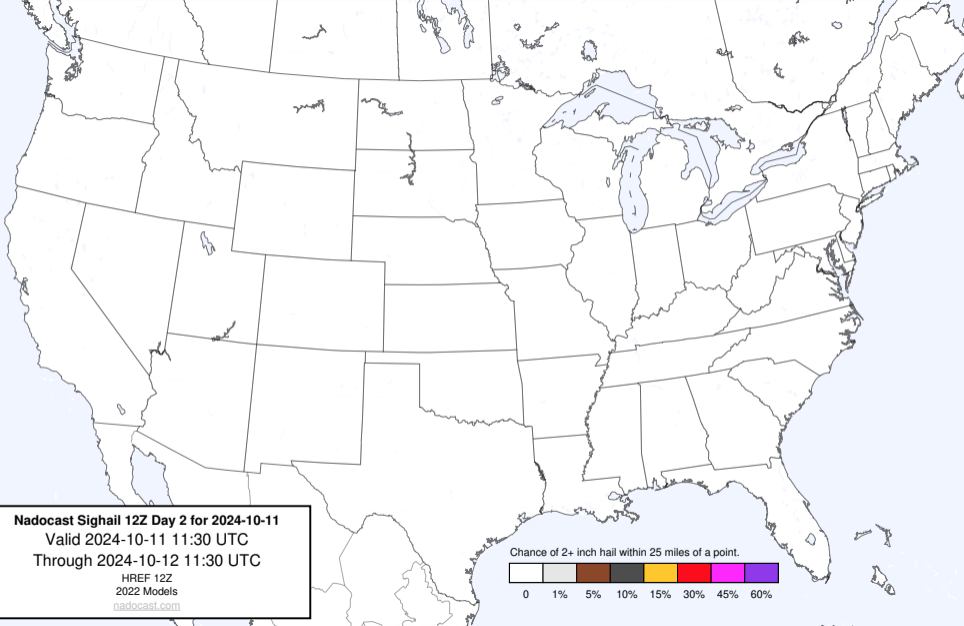 Nadocast Sighail 12Z Day 2 for 2024-10-11
Valid 2024-10-11 11:30 UTC
Through 2024-10-12 11:30 UTC
HREF 12Z
2022 Models
nadocast.com
Chance of 2+ inch hail within 25 miles of a point.
0 1% 5% 10% 15% 30% 45% 60%